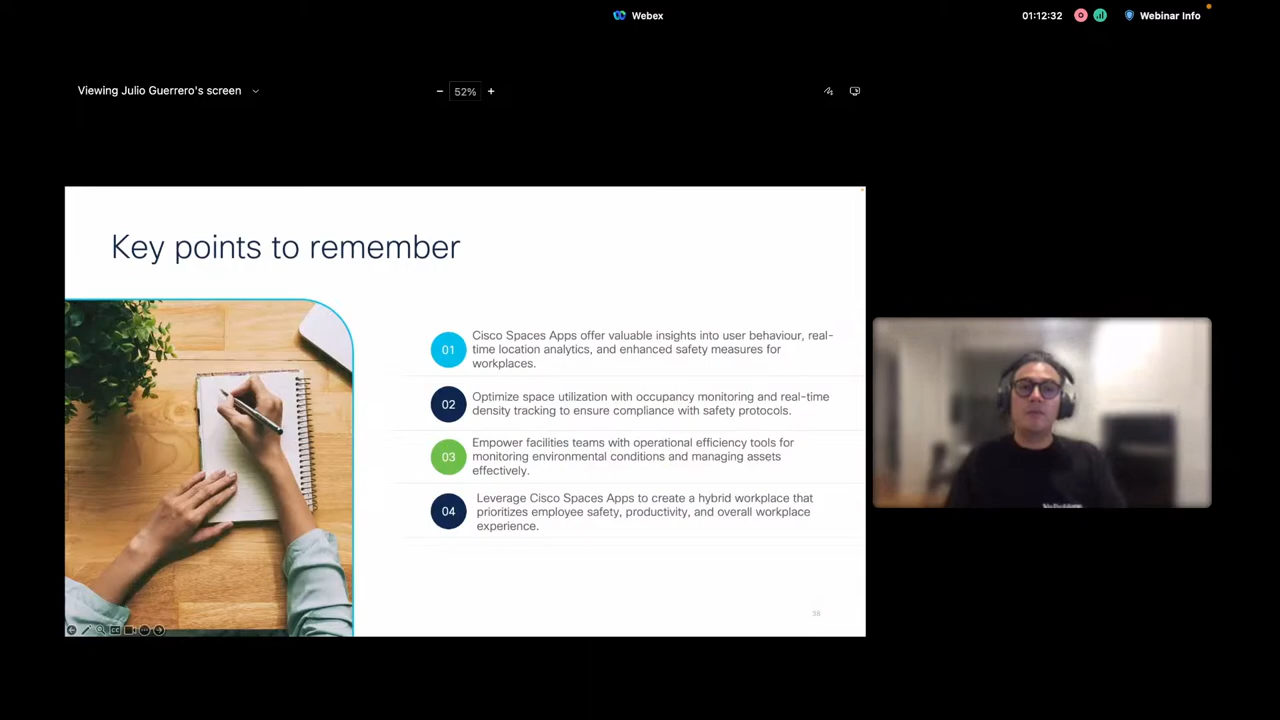 Webex
01:12:32
Webinar Info
Viewing Julio Guerrero's screen
52%
Key points to remember
01
Cisco Spaces Apps offer valuable insights into user behaviour, real-
time location analytics, and enhanced safety measures for
workplaces.
02
Optimize space utilization with occupancy monitoring and real-time
density tracking to ensure compliance with safety protocols.
03
Empower facilities teams with operational efficiency tools for
monitoring environmental conditions and managing assets
effectively.
04
Leverage Cisco Spaces Apps to create a hybrid workplace that
prioritizes employee safety, productivity, and overall workplace
experience.